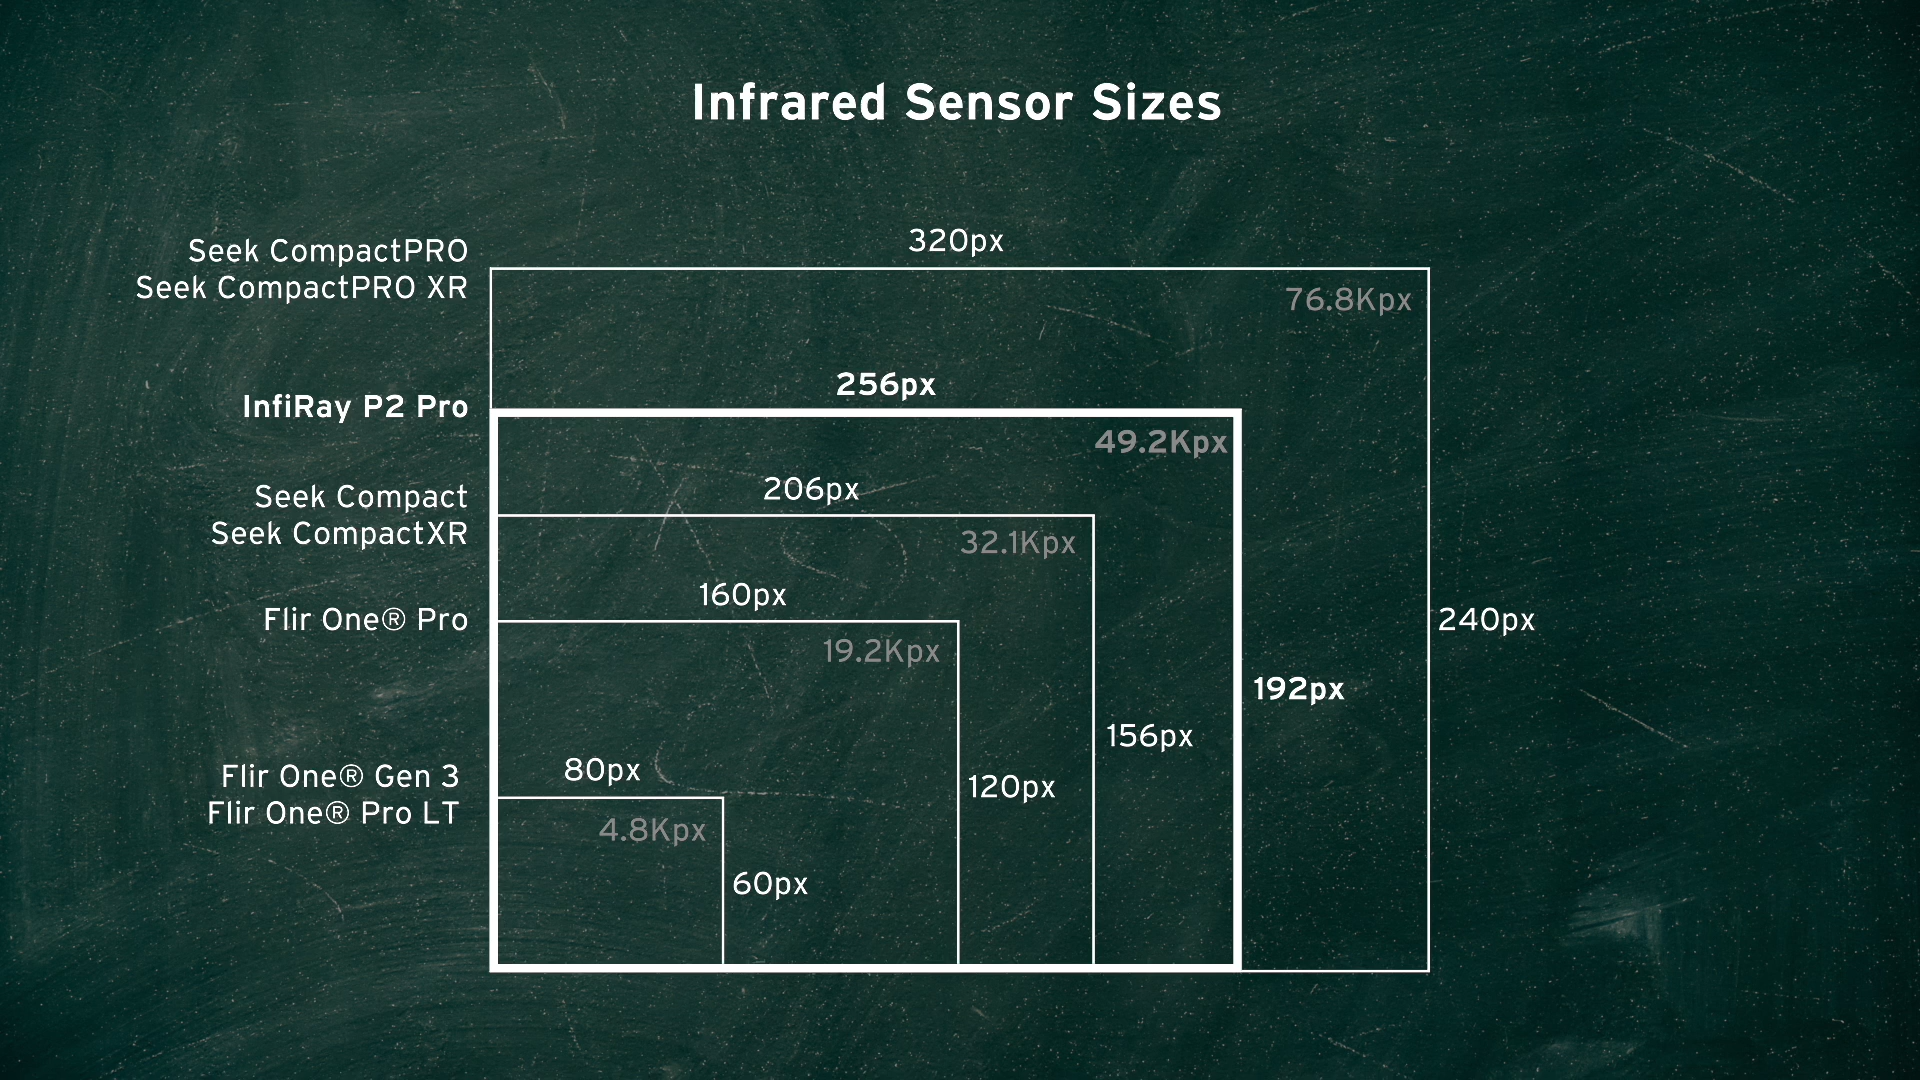 Infrared Sensor Sizes
Seek CompactPRO
Seek CompactPRO XR
320px
76.8Kpx
240px
InfiRay P2 Pro
256px
49.2Kpx
192px
Seek Compact
Seek CompactXR
206px
32.1Kpx
156px
Flir One® Pro
160px
19.2Kpx
120px
Flir One® Gen 3
Flir One® Pro LT
80px
4.8Kpx
60px